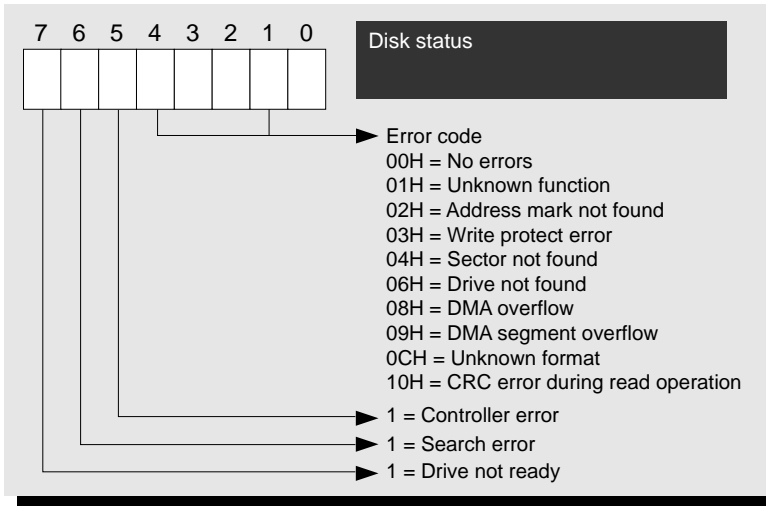 7 6 5 4 3 2 1 0
Disk status
Error code
00H = No errors
01H = Unknown function
02H = Address mark not found
03H = Write protect error
04H = Sector not found
06H = Drive not found
08H = DMA overflow
09H = DMA segment overflow
0CH = Unknown format
10H = CRC error during read operation
1 = Controller error
1 = Search error
1 = Drive not ready